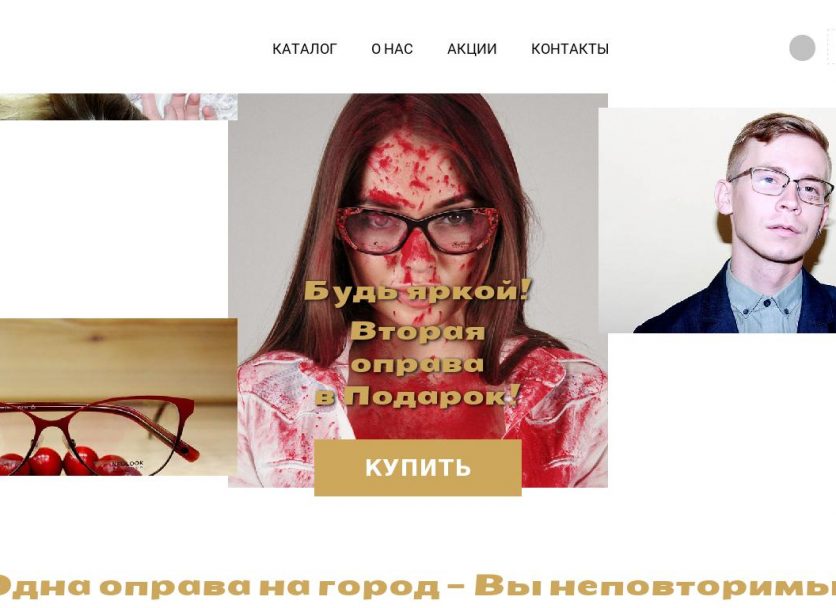 КАТАЛОГ О НАС АКЦИИ КОНТАКТЫ
Будь яркой!
Вторая
оправа
в Подарок!
КУПИТЬ
Одна оправа на город – Вы неповторимы